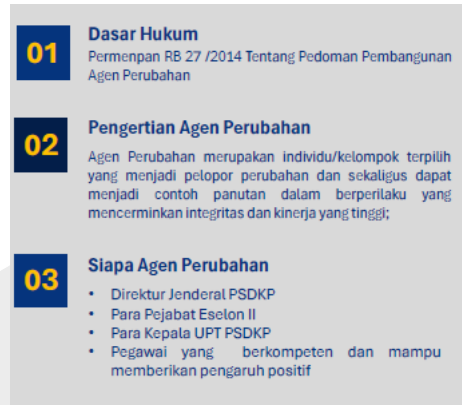 01
Dasar Hukum
Permenpan RB 27 /2014 Tentang Pedoman Pembangunan
Agen Perubahan
02
Pengertian Agen Perubahan
Agen Perubahan merupakan individu/kelompok terpilih
yang menjadi pelopor perubahan dan sekaligus dapat
menjadi contoh panutan dalam berperilaku yang
mencerminkan integritas dan kinerja yang tinggi;
03
Siapa Agen Perubahan
• Direktur Jenderal PSDKP
• Para Pejabat Eselon II
• Para Kepala UPT PSDKP
• Pegawai yang berkompeten dan mampu
memberikan pengaruh positif